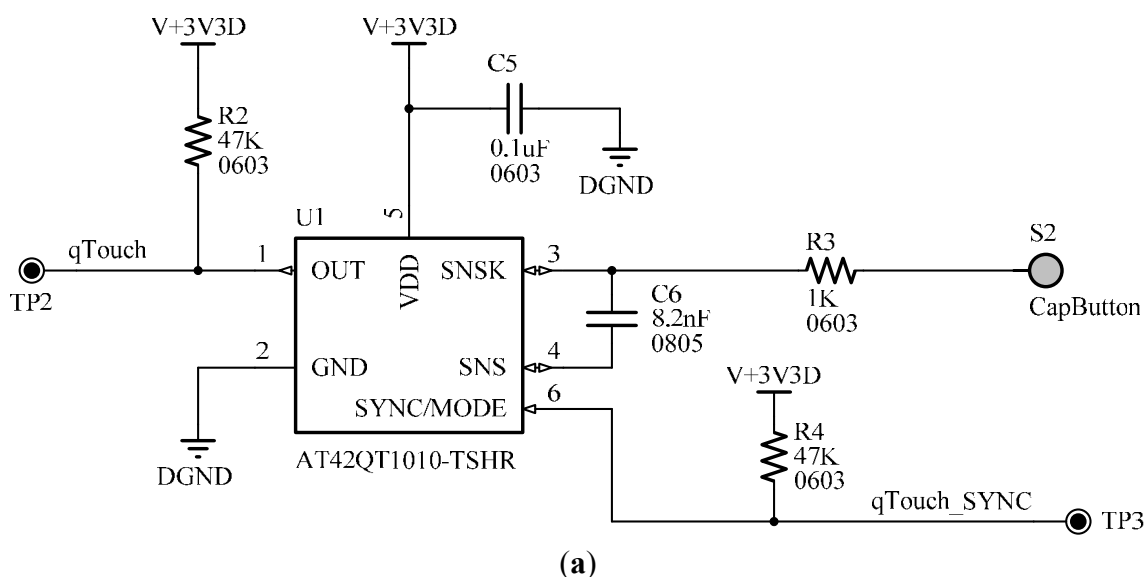 V+3V3D
V+3V3D
C5
0.1uF
0603
DGND
R2
47K
0603
U1
5
qTouch
1
OUT
VDD
SNSK
3
R3
1K
0603
S2
CapButton
TP2
C6
8.2nF
0805
2
GND
SNS
4
SYNC/MODE
6
V+3V3D
R4
47K
0603
DGND
AT42QT1010-TSHR
qTouch_SYNC
TP3
(a)